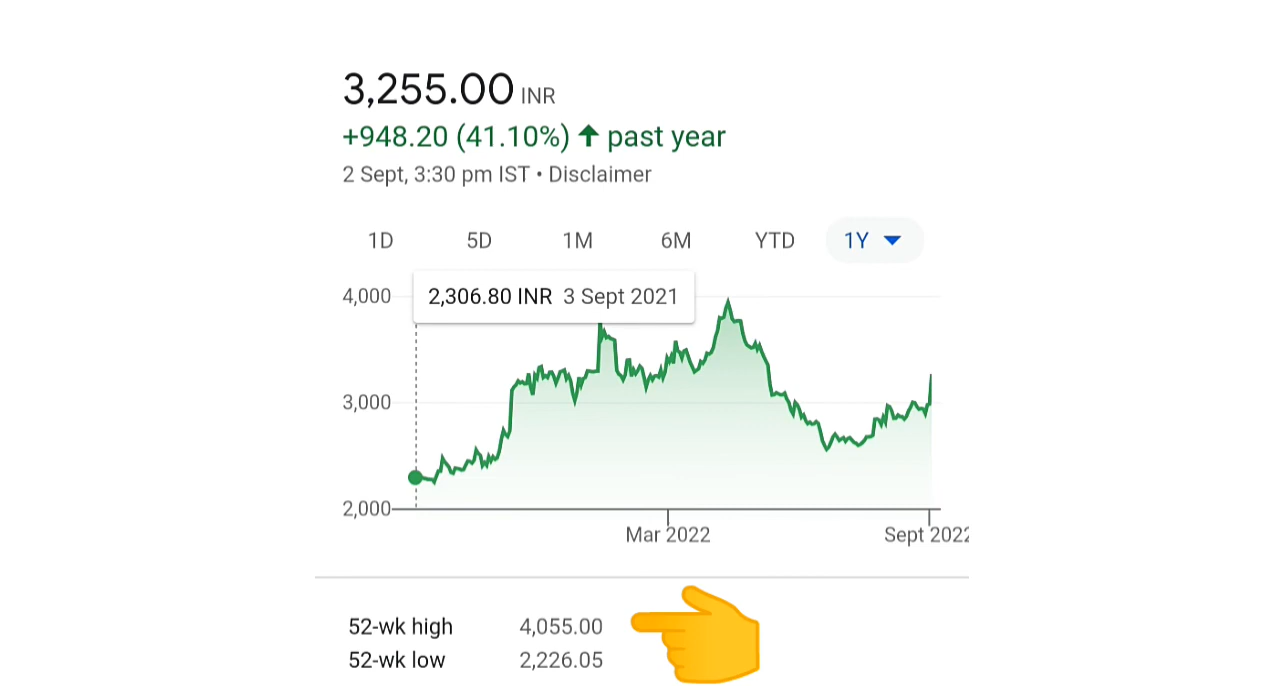 3,255.00 INR
+948.20 (41.10%) ↑ past year
2 Sept, 3:30 pm IST • Disclaimer
1D 5D 1M 6M YTD 1Y
4,000
2,306.80 INR 3 Sept 2021
3,000
2,000
Mar 2022 Sept 2022
52-wk high 4,055.00
52-wk low 2,226.05